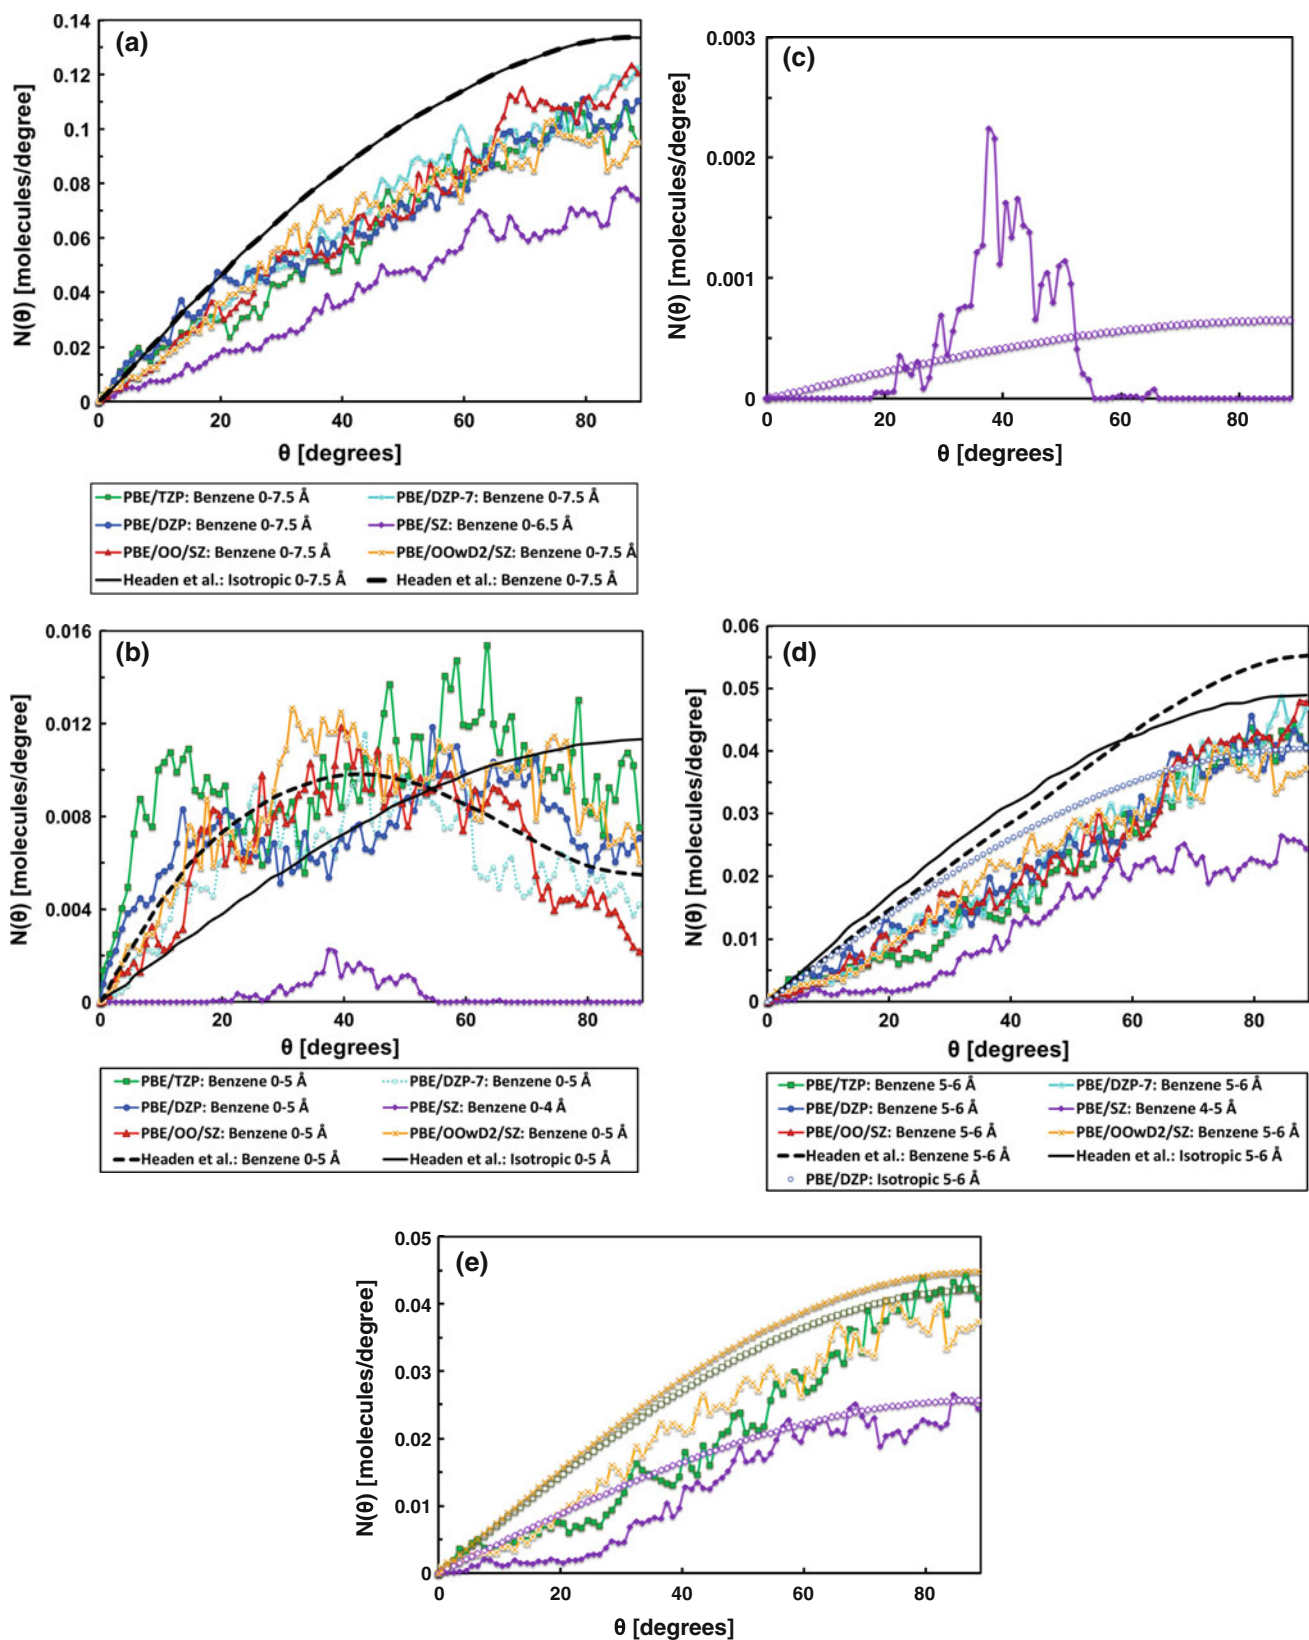 (a)
N(θ) [molecules/degree]
0.14
0.12
0.1
0.08
0.06
0.04
0.02
0
0 20 40 60 80
θ [degrees]
PBE/TZP: Benzene 0-7.5 Å
PBE/DZP-7: Benzene 0-7.5 Å
PBE/DZP: Benzene 0-7.5 Å
PBE/SZ: Benzene 0-6.5 Å
PBE/OO/SZ: Benzene 0-7.5 Å
PBE/OOwD2/SZ: Benzene 0-7.5 Å
Headen et al.: Isotropic 0-7.5 Å
Headen et al.: Benzene 0-7.5 Å
(c)
N(θ) [molecules/degree]
0.003
0.002
0.001
0
0 20 40 60 80
θ [degrees]
(b)
N(θ) [molecules/degree]
0.016
0.012
0.008
0.004
0
0 20 40 60 80
θ [degrees]
PBE/TZP: Benzene 0-5 Å
PBE/DZP-7: Benzene 0-5 Å
PBE/DZP: Benzene 0-5 Å
PBE/SZ: Benzene 0-4 Å
PBE/OO/SZ: Benzene 0-5 Å
PBE/OOwD2/SZ: Benzene 0-5 Å
Headen et al.: Benzene 0-5 Å
Headen et al.: Isotropic 0-5 Å
(d)
N(θ) [molecules/degree]
0.06
0.05
0.04
0.03
0.02
0.01
0
0 20 40 60 80
θ [degrees]
PBE/TZP: Benzene 5-6 Å
PBE/DZP-7: Benzene 5-6 Å
PBE/DZP: Benzene 5-6 Å
PBE/SZ: Benzene 4-5 Å
PBE/OO/SZ: Benzene 5-6 Å
PBE/OOwD2/SZ: Benzene 5-6 Å
Headen et al.: Benzene 5-6 Å
Headen et al.: Isotropic 5-6 Å
PBE/DZP: Isotropic 5-6 Å
(e)
N(θ) [molecules/degree]
0.05
0.04
0.03
0.02
0.01
0
0 20 40 60 80
θ [degrees]